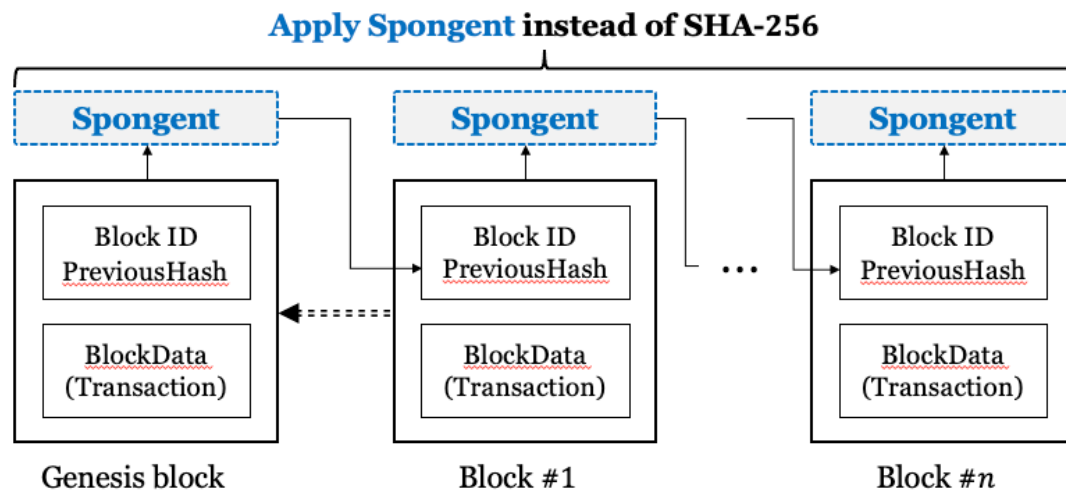 Apply Spongent instead of SHA-256
Spongent
Spongent
Spongent
Block ID
PreviousHash
BlockData
(Transaction)
Genesis block
Block ID
PreviousHash
BlockData
(Transaction)
Block #1
...
Block ID
PreviousHash
BlockData
(Transaction)
Block #n